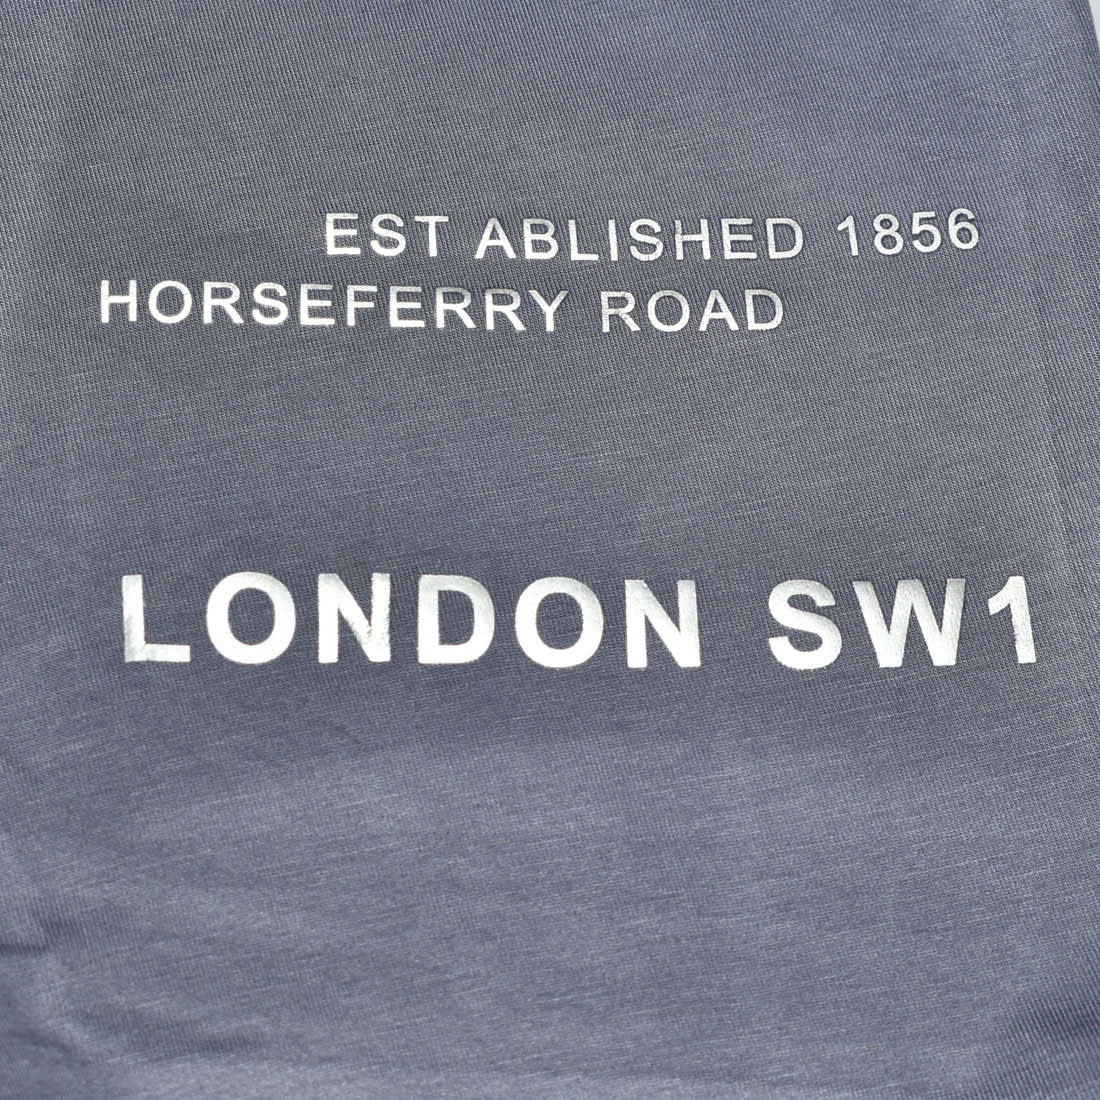 EST ABLISHED 1856
HORSEFERRY ROAD
LONDON SW1